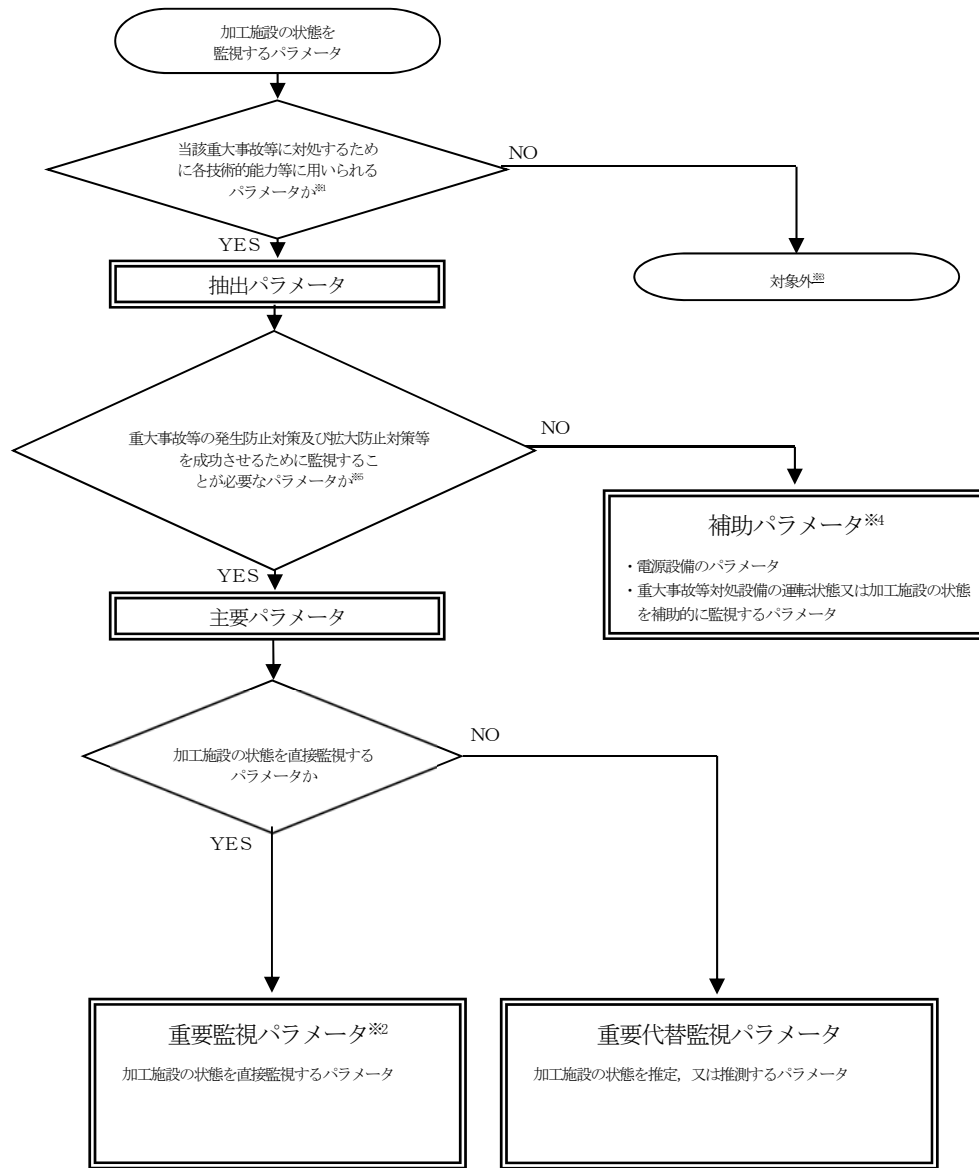 加工施設の状態を
監視するパラメータ
当該重大事故等に対処するため
に各技術的能力等に用いられる
パラメータか※1
NO
YES
抽出パラメータ
対象外※3
重大事故等の発生防止対策及び拡大防止対策等
を成功させるために監視するこ
とが必要なパラメータか※5
NO
YES
補助パラメータ※4
・電源設備のパラメータ
・重大事故等対処設備の運転状態又は加工施設の状態
を補助的に監視するパラメータ
主要パラメータ
加工施設の状態を直接監視する
パラメータか
NO
YES
重要監視パラメータ※2
加工施設の状態を直接監視するパラメータ
重要代替監視パラメータ
加工施設の状態を推定，又は推測するパラメータ